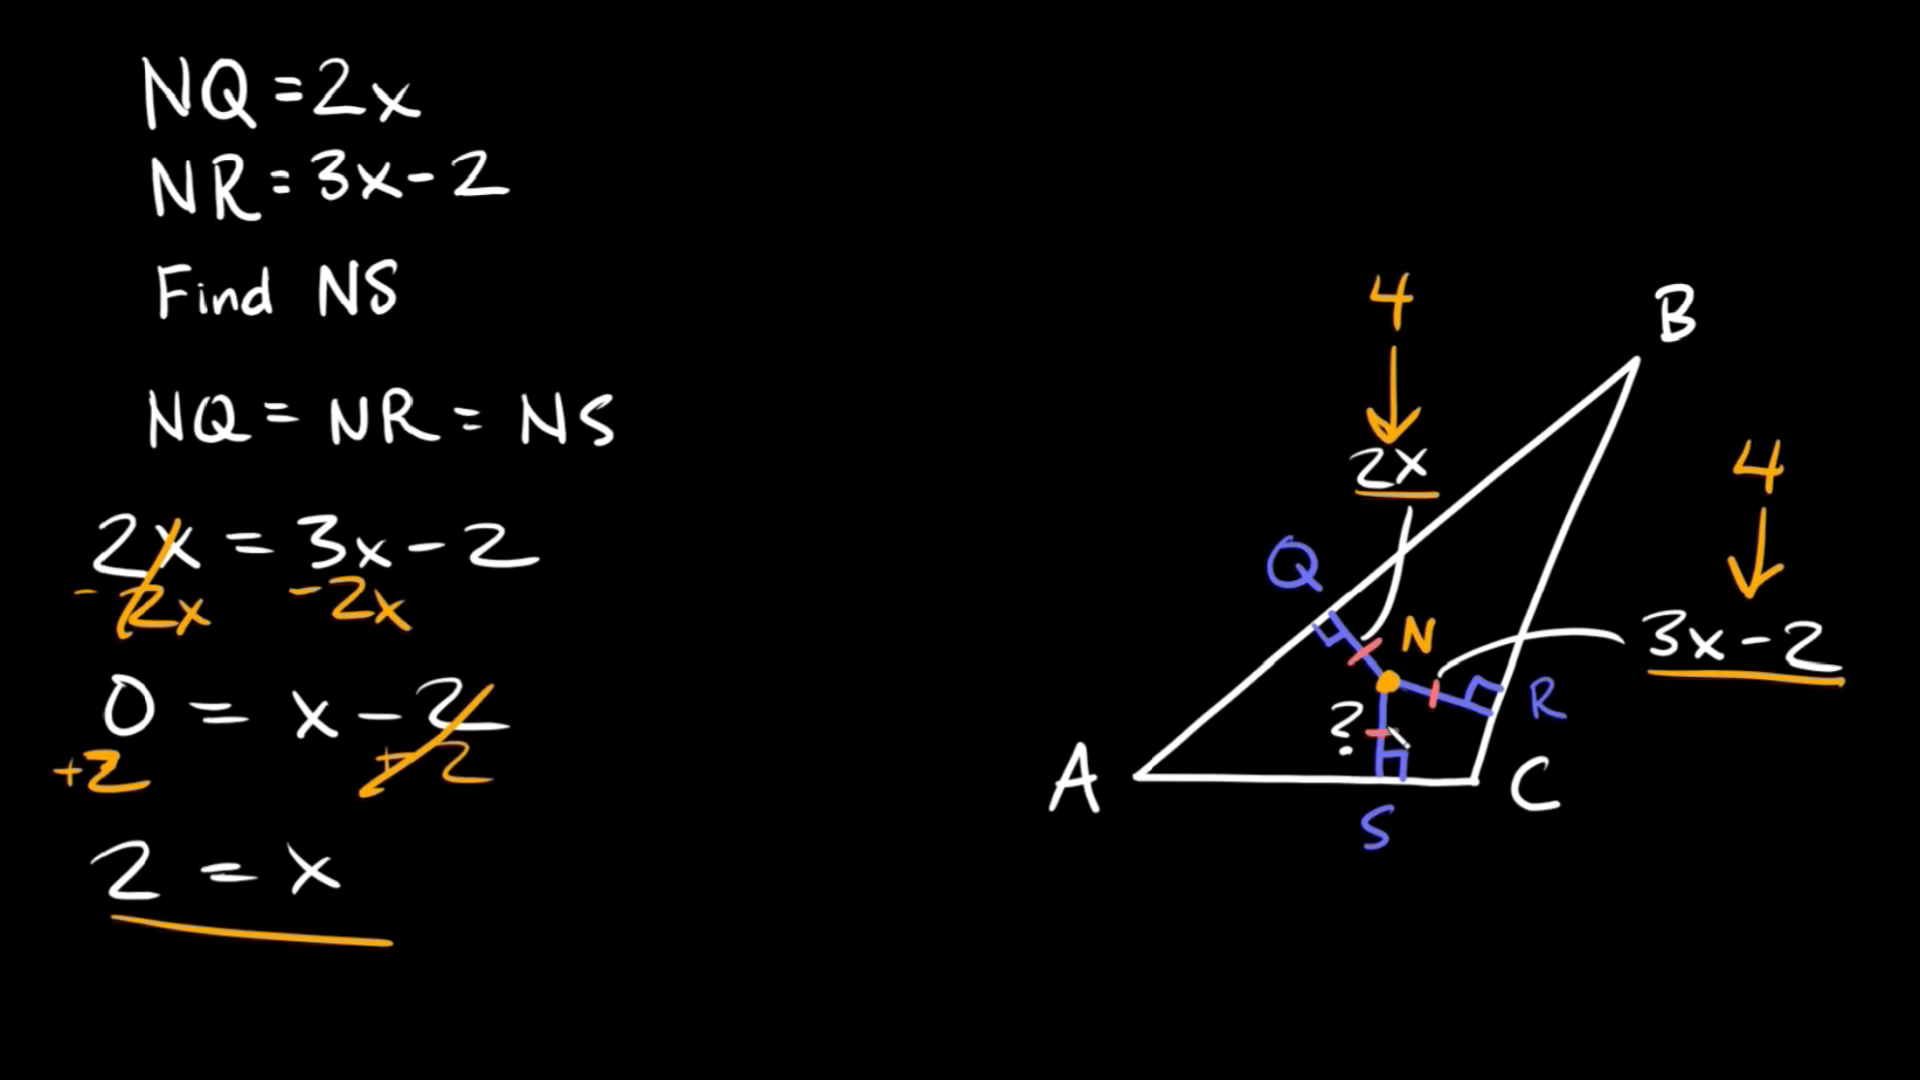 NQ = 2x
NR = 3x - 2
Find NS
NQ = NR = NS
2x = 3x - 2
- 2x - 2x
0 = x - 2
+2 +2
2 = x
4
B
2x
4
Q
N
3x - 2
R
?
A
C
S